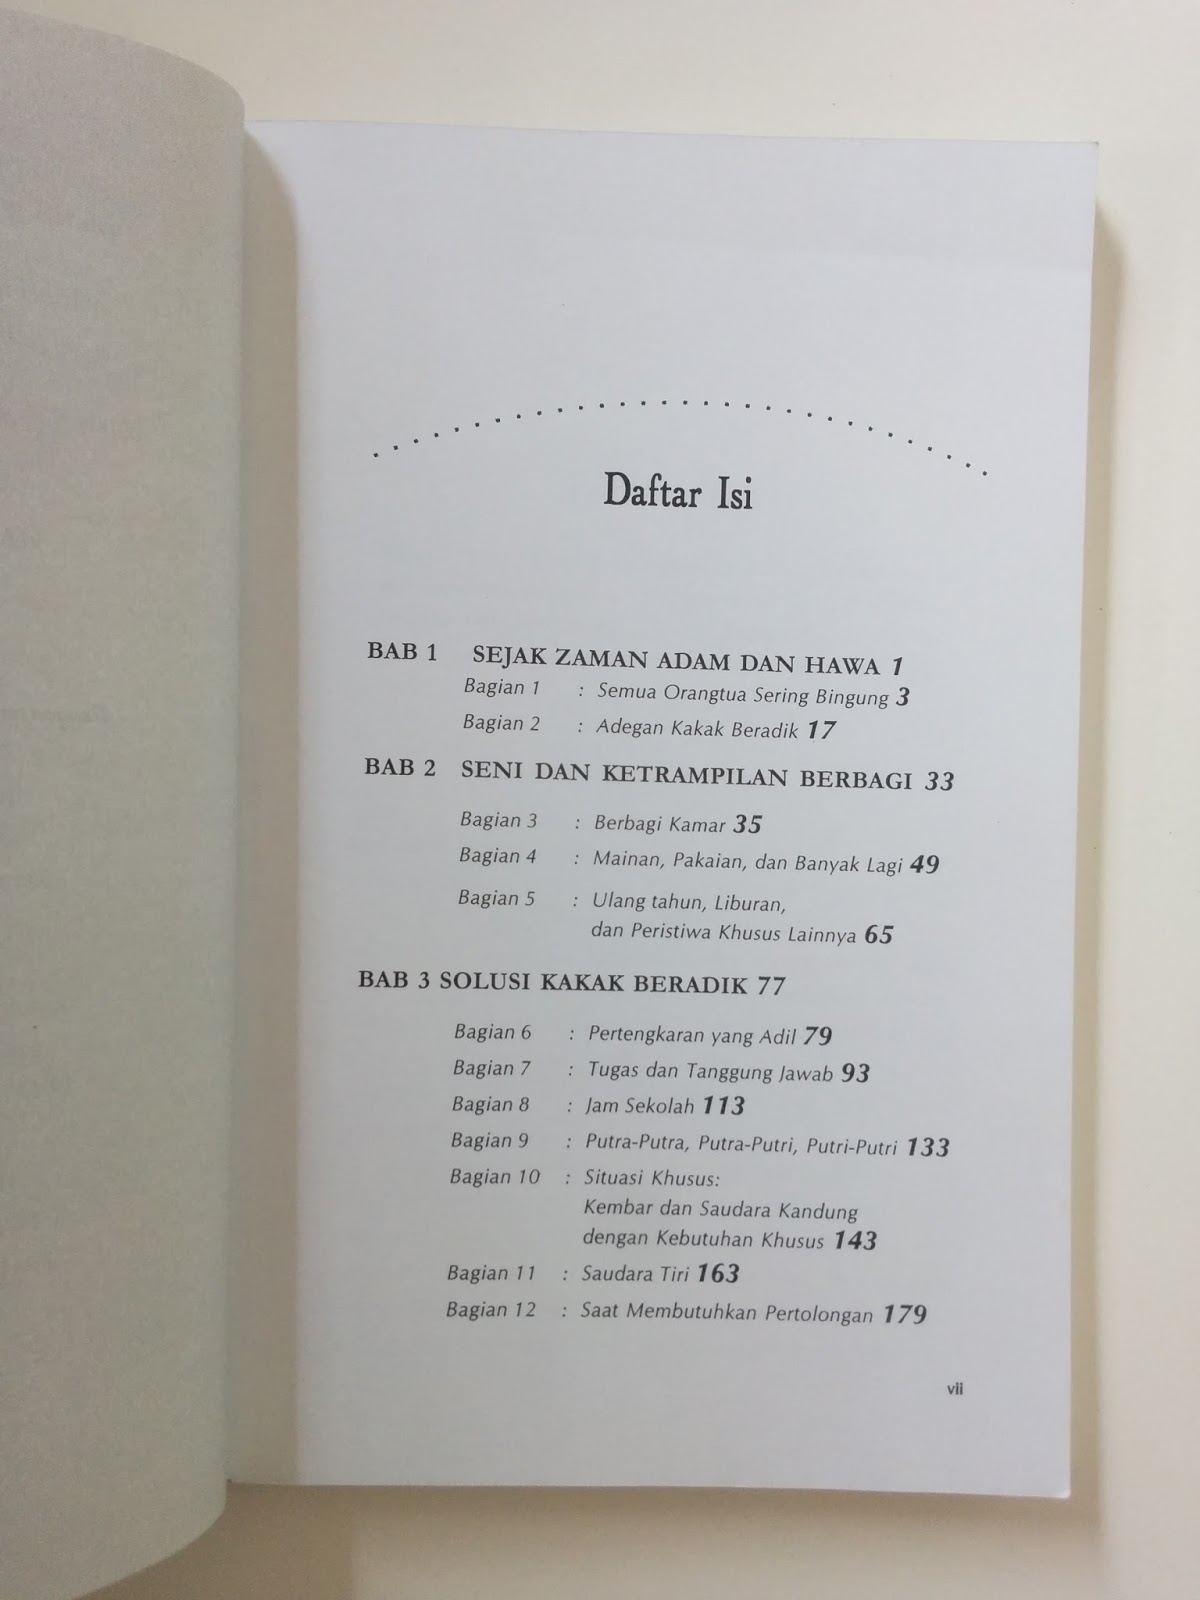 Daftar Isi
BAB 1 SEJAK ZAMAN ADAM DAN HAWA 1
Bagian 1 : Semua Orangtua Sering Bingung 3
Bagian 2 : Adegan Kakak Beradik 17
BAB 2 SENI DAN KETRAMPILAN BERBAGI 33
Bagian 3 : Berbagi Kamar 35
Bagian 4 : Mainan, Pakaian, dan Banyak Lagi 49
Bagian 5 : Ulang tahun, Liburan,
dan Peristiwa Khusus Lainnya 65
BAB 3 SOLUSI KAKAK BERADIK 77
Bagian 6 : Pertengkaran yang Adil 79
Bagian 7 : Tugas dan Tanggung Jawab 93
Bagian 8 : Jam Sekolah 113
Bagian 9 : Putra-Putra, Putra-Putri, Putri-Putri 133
Bagian 10 : Situasi Khusus:
Kembar dan Saudara Kandung
dengan Kebutuhan Khusus 143
Bagian 11 : Saudara Tiri 163
Bagian 12 : Saat Membutuhkan Pertolongan 179
vii